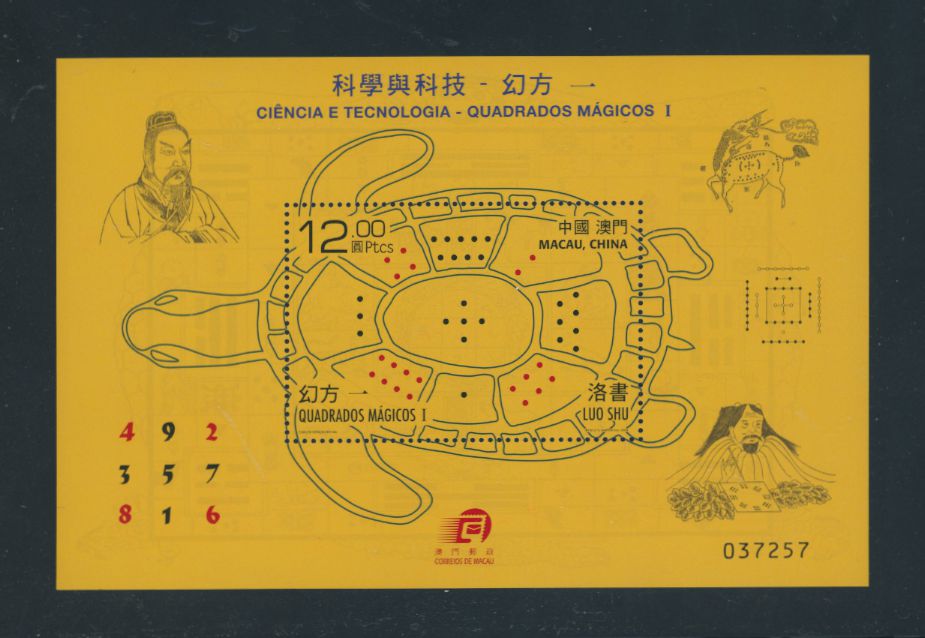 科學與科技 - 幻方 一
CIÊNCIA E TECNOLOGIA - QUADRADOS MÁGICOS I
12.00
圓 Ptcs
中國 澳門
MACAU, CHINA
幻方 一
QUADRADOS MÁGICOS I
洛書
LUO SHU
4 9 2
3 5 7
8 1 6
澳門郵政
CORREIOS DE MACAU
037257